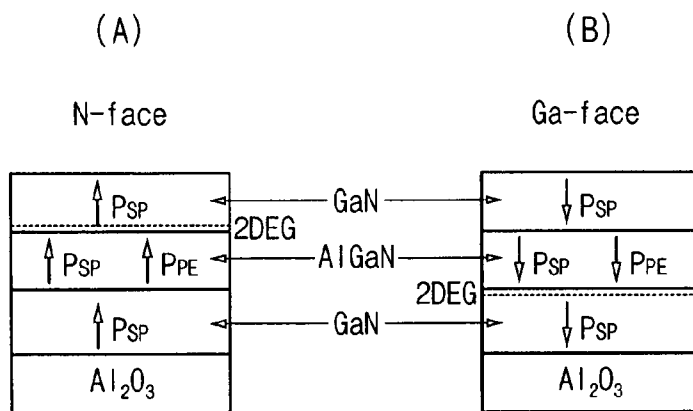 (A) (B)
N-face Ga-face
PSP GaN PSP
2DEG
PSP PPE AlGaN PSP PPE
2DEG
PSP GaN PSP
Al2O3 Al2O3